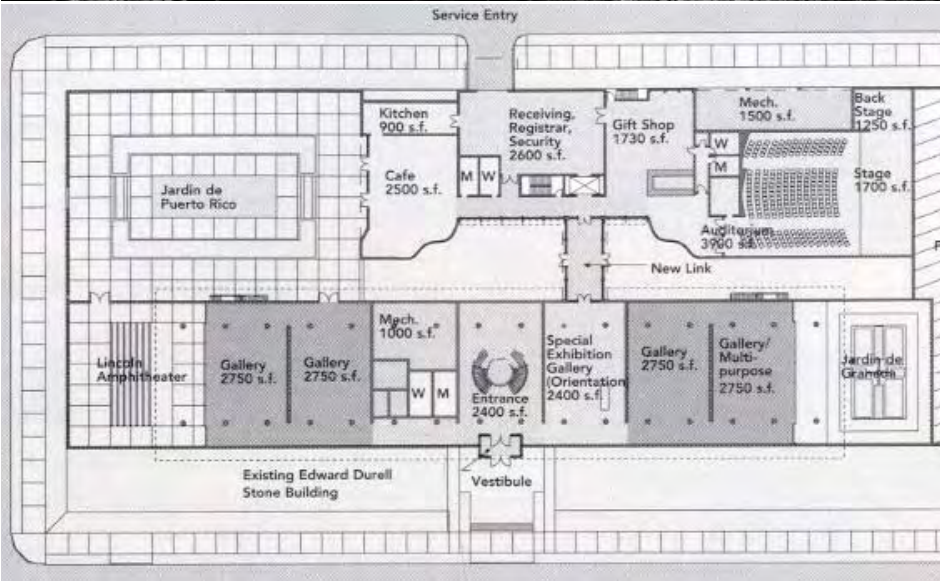 Service Entry
Kitchen
900 s.f.
Receiving,
Registrar,
Security
2600 s.f.
Gift Shop
1730 s.f.
Mech.
1500 s.f.
Back
Stage
1250 s.f.
Cafe
2500 s.f.
M W
W
M
Stage
1700 s.f.
Jardin de
Puerto Rico
Auditorium
3900 s.f.
New Link
Mech.
1000 s.f.
Lincoln
Amphitheater
Gallery
2750 s.f.
Gallery
2750 s.f.
W M
Entrance
2400 s.f.
Special
Exhibition
Gallery
(Orientation)
2400 s.f.
Gallery
2750 s.f.
Gallery/
Multi-
purpose
2750 s.f.
Jardin de
Granada
Existing Edward Durell
Stone Building
Vestibule